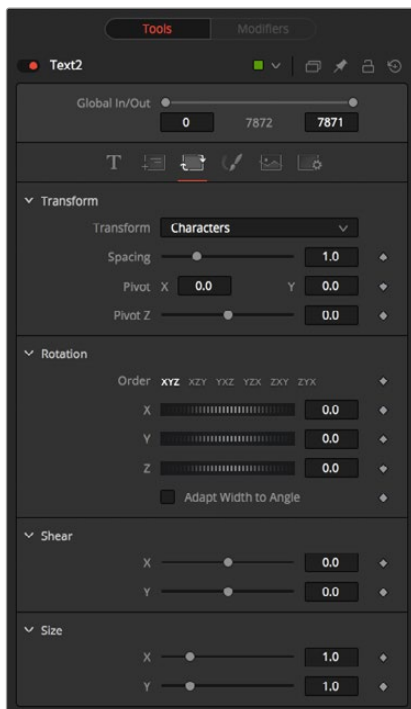 Tools Modifiers
Text2
Global In/Out
0 7872 7871
T
Transform
Transform Characters
Spacing 1.0
Pivot X 0.0 Y 0.0
Pivot Z 0.0
Rotation
Order XYZ XZY YXZ YZX ZXY ZYX
X 0.0
Y 0.0
Z 0.0
Adapt Width to Angle
Shear
X 0.0
Y 0.0
Size
X 1.0
Y 1.0